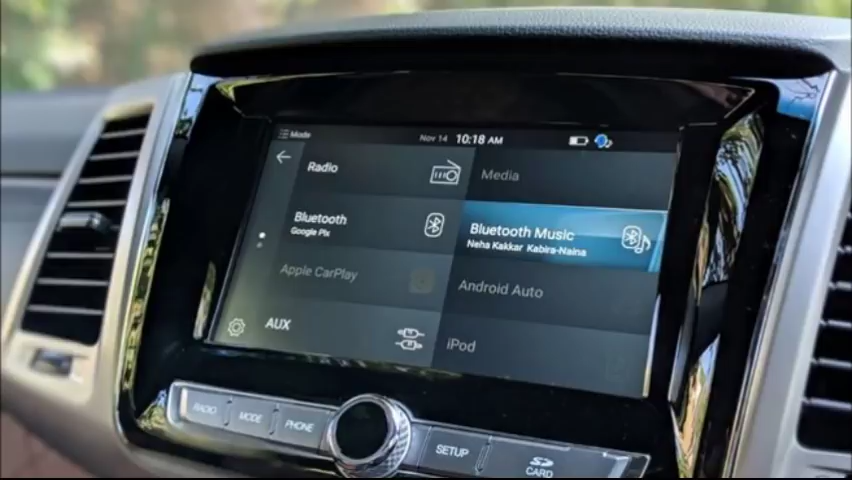 Mode
Nov 14 10:18 AM
Radio
Media
Bluetooth
Google Pix
Bluetooth Music
Neha Kakkar Kabira-Naina
Apple CarPlay
Android Auto
AUX
iPod
RADIO
MODE
PHONE
SETUP
CARD